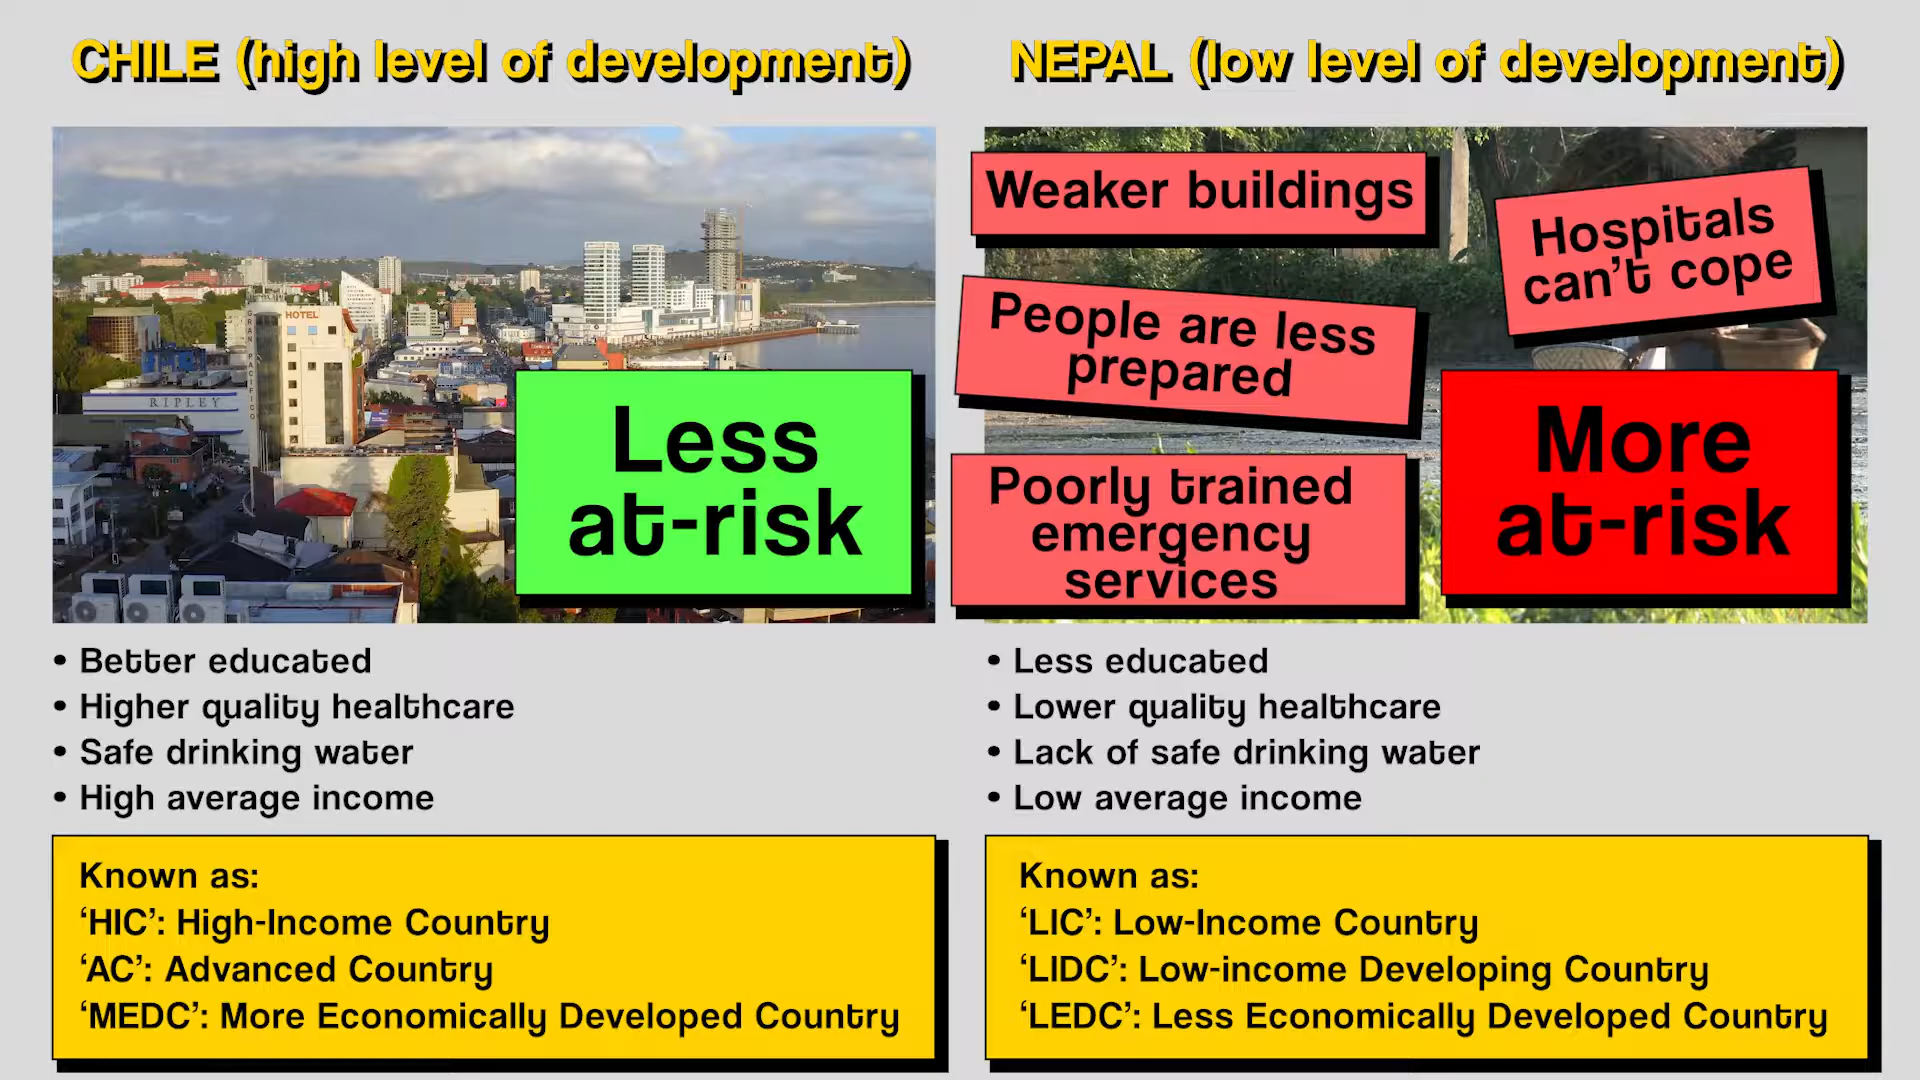 CHILE (high level of development)
HOTEL
GRAN PACIFICO
RIPLEY
Less
at-risk
• Better educated
• Higher quality healthcare
• Safe drinking water
• High average income
Known as:
‘HIC’: High-Income Country
‘AC’: Advanced Country
‘MEDC’: More Economically Developed Country
NEPAL (low level of development)
Weaker buildings
Hospitals
can’t cope
People are less
prepared
Poorly trained
emergency
services
More
at-risk
• Less educated
• Lower quality healthcare
• Lack of safe drinking water
• Low average income
Known as:
‘LIC’: Low-Income Country
‘LIDC’: Low-income Developing Country
‘LEDC’: Less Economically Developed Country